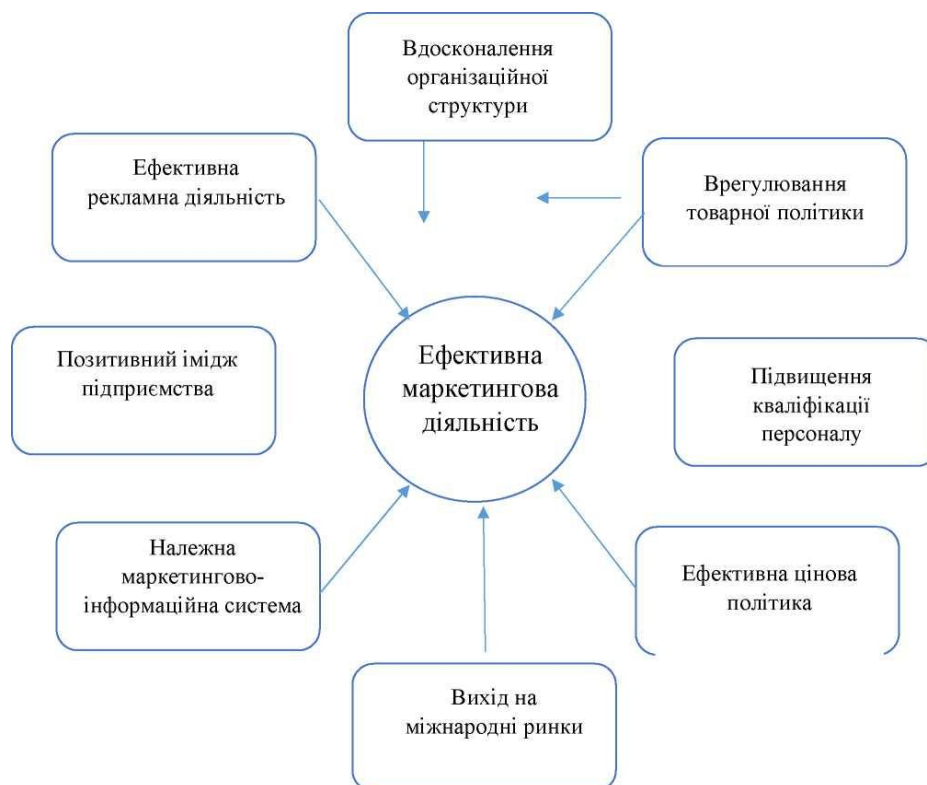 Вдосконалення
організаційної
структури
Ефективна
рекламна діяльність
Врегулювання
товарної політики
Позитивний імідж
підприємства
Ефективна
маркетингова
діяльність
Підвищення
кваліфікації
персоналу
Належна
маркетингово-
інформаційна система
Ефективна цінова
політика
Вихід на
міжнародні ринки